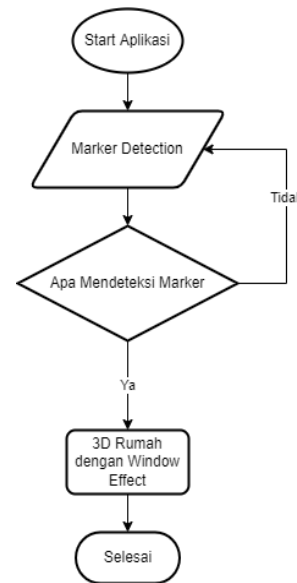 Start Aplikasi
Marker Detection
Tidak
Apa Mendeteksi Marker
Ya
3D Rumah
dengan Window
Effect
Selesai